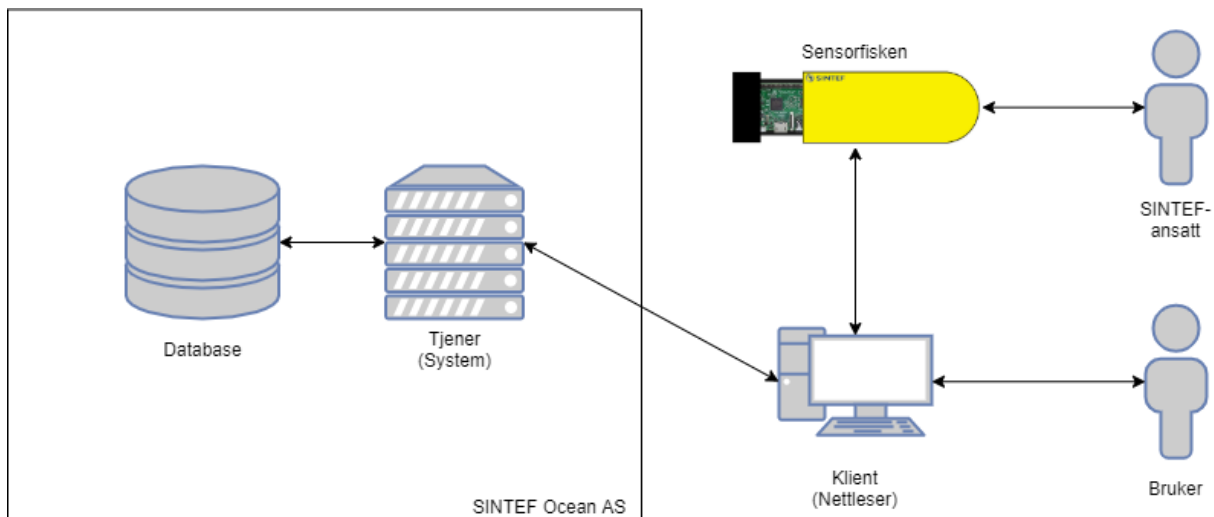 Sensorfisken
SINTEF
SINTEF-
ansatt
Database
Tjener
(System)
Klient
(Nettleser)
Bruker
SINTEF Ocean AS